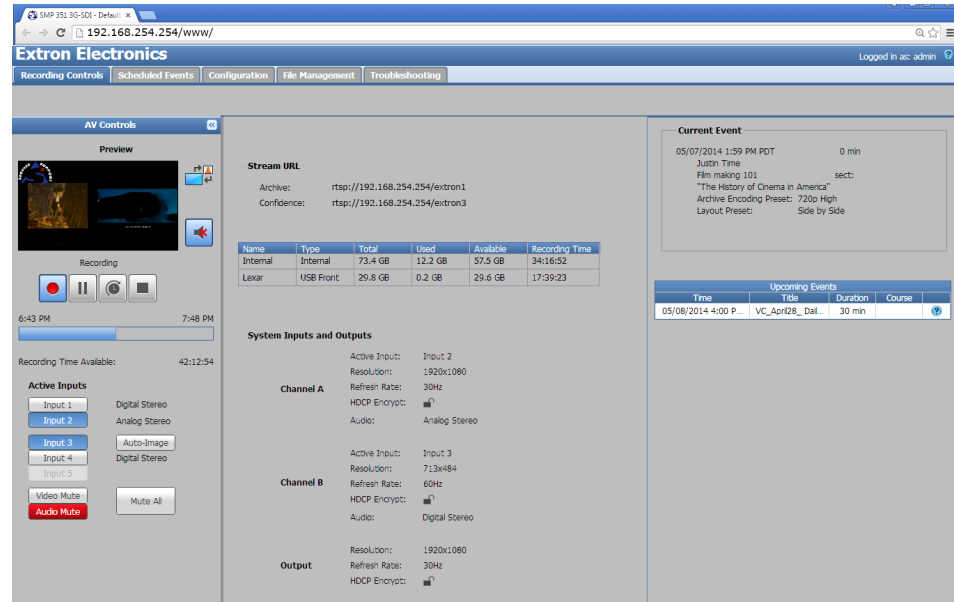 SMP 351 3G-SDI - Default
192.168.254.254/www/
Extron Electronics
Logged in as: admin
Recording Controls Scheduled Events Configuration File Management Troubleshooting
AV Controls
Preview
Recording
6:43 PM 7:48 PM
Recording Time Available: 42:12:54
Active Inputs
Input 1 Digital Stereo
Input 2 Analog Stereo
Input 3 Auto-Image
Input 4 Digital Stereo
Input 5
Video Mute
Mute All
Audio Mute
Stream URL
Archive: rtsp://192.168.254.254/extron1
Confidence: rtsp://192.168.254.254/extron3
Name Type Total Used Available Recording Time
Internal Internal 73.4 GB 12.2 GB 57.5 GB 34:16:52
Lexar USB Front 29.8 GB 0.2 GB 29.6 GB 17:39:23
System Inputs and Outputs
Channel A
Active Input: Input 2
Resolution: 1920x1080
Refresh Rate: 30Hz
HDCP Encrypt:
Audio: Analog Stereo
Channel B
Active Input: Input 3
Resolution: 713x484
Refresh Rate: 60Hz
HDCP Encrypt:
Audio: Digital Stereo
Output
Resolution: 1920x1080
Refresh Rate: 30Hz
HDCP Encrypt:
Current Event
05/07/2014 1:59 PM PDT 0 min
Justin Time
Film making 101 sect:
"The History of Cinema in America"
Archive Encoding Preset: 720p High
Layout Preset: Side by Side
Upcoming Events
Time Title Duration Course
05/08/2014 4:00 P... VC_April28_ Dail... 30 min